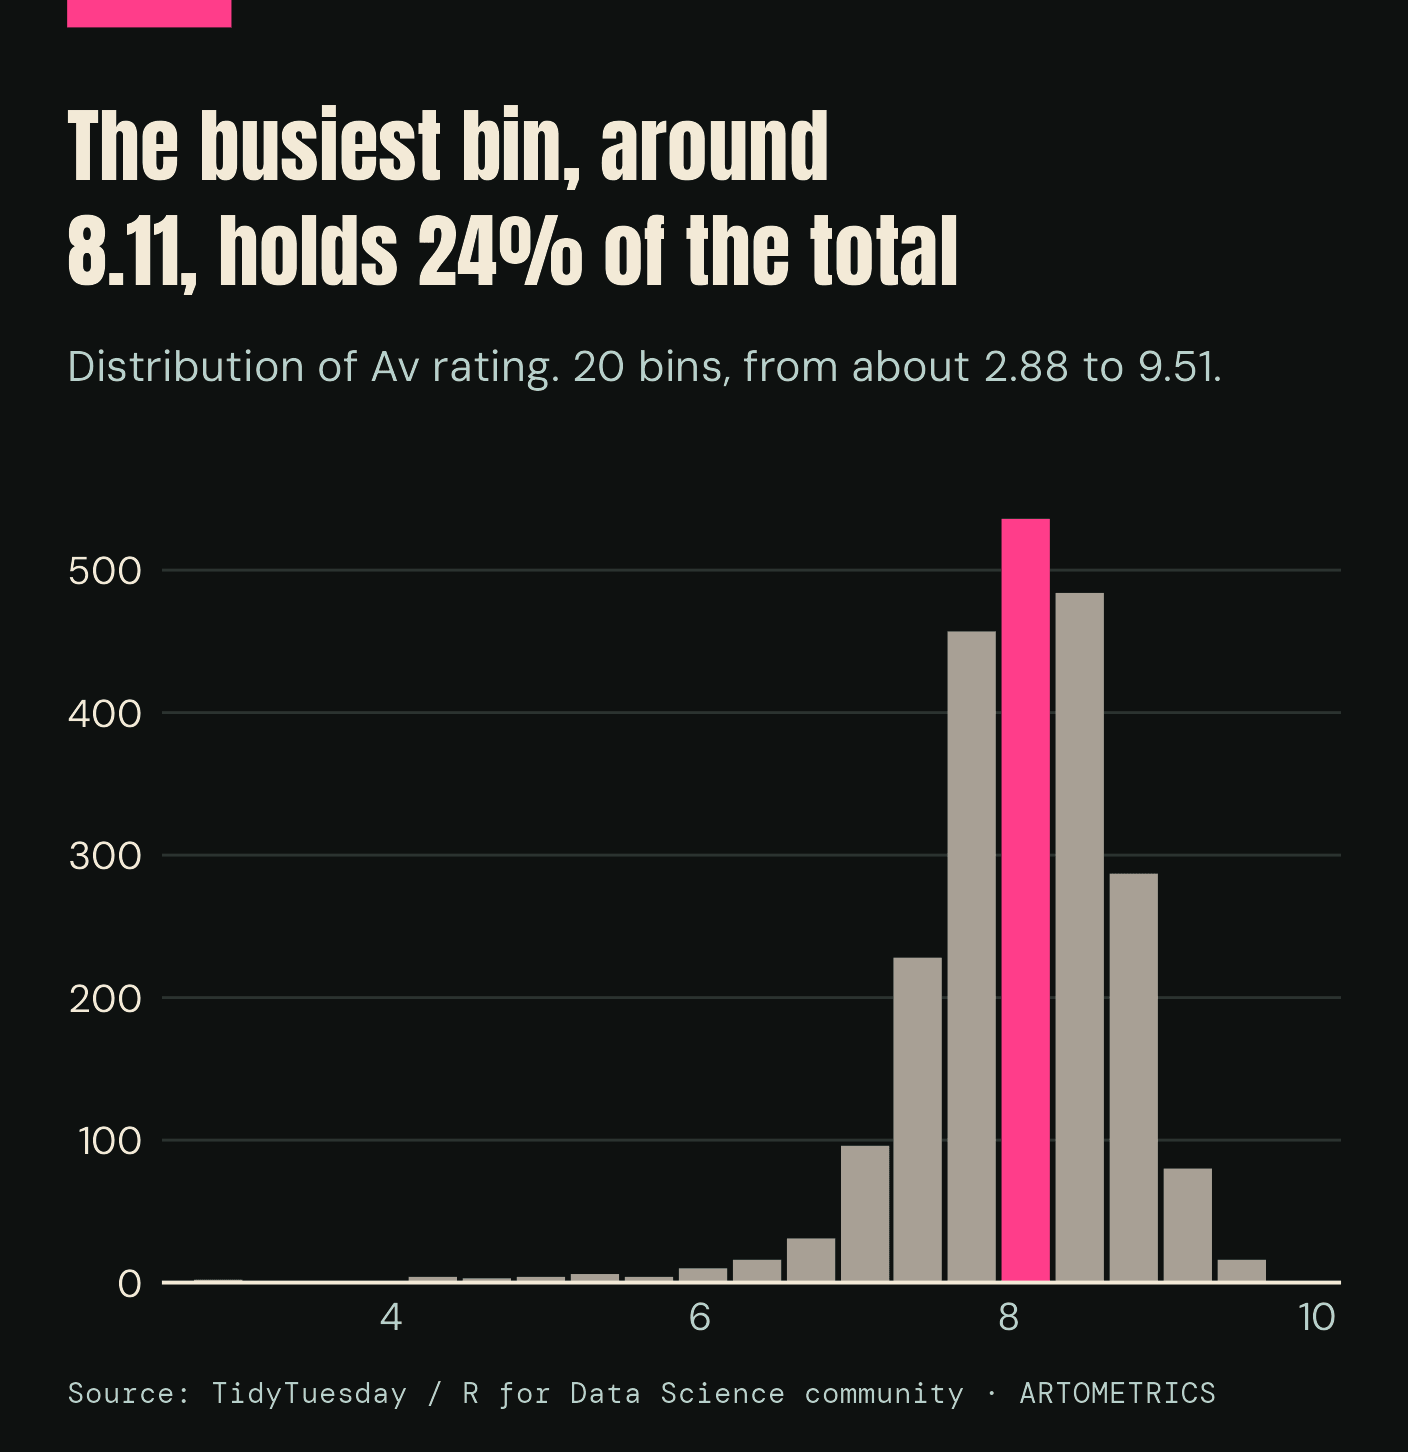 The busiest bin, around
8.11, holds 24% of the total
Distribution of Av rating. 20 bins, from about 2.88 to 9.51.
500
400
300
200
100
0
4 6 8 10
Source: TidyTuesday / R for Data Science community · ARTOMETRICS